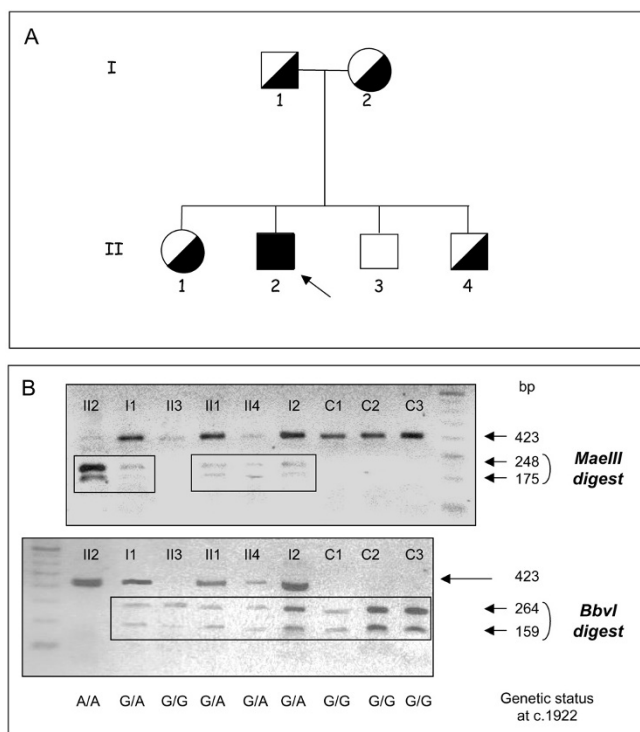 A
I
1 2
II
1 2 3 4
B
bp
II2 I1 II3 II1 II4 I2 C1 C2 C3
423
248
175
MaeIII
digest
II2 I1 II3 II1 II4 I2 C1 C2 C3
423
264
159
BbvI
digest
A/A G/A G/G G/A G/A G/A G/G G/G G/G
Genetic status
at c.1922